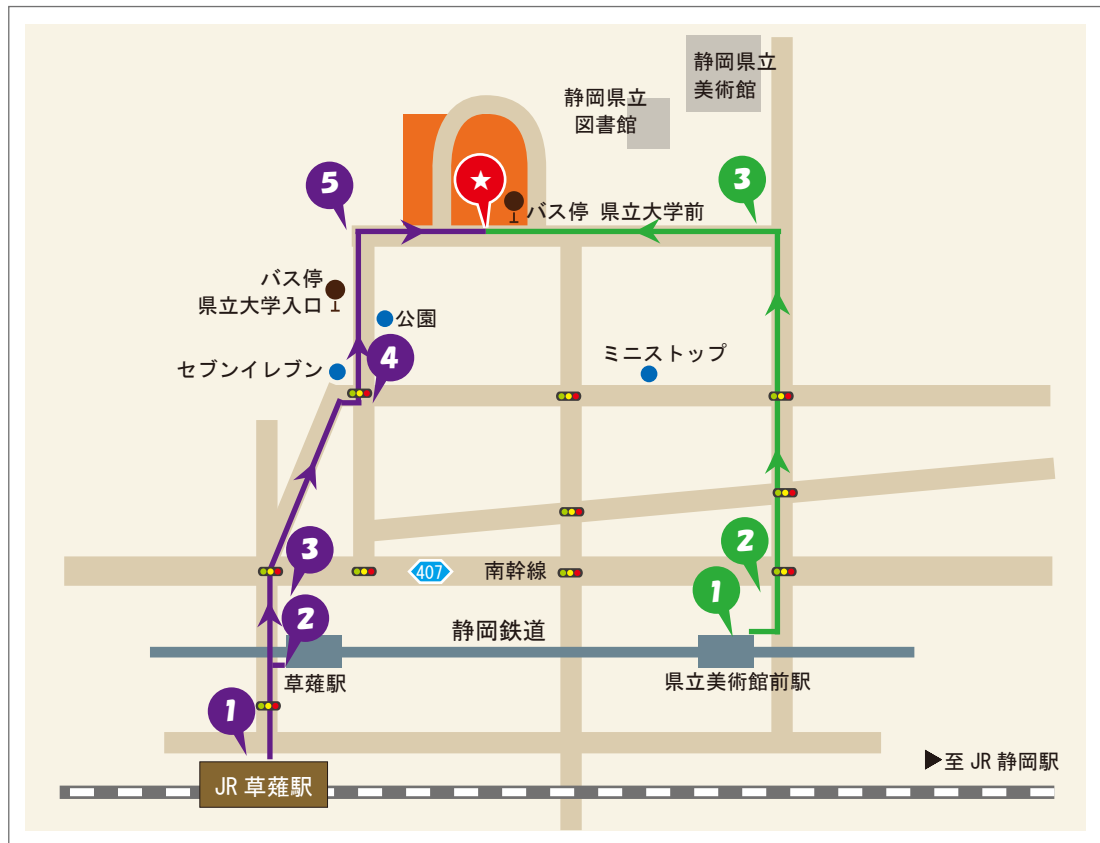 静岡県立
美術館
静岡県立
図書館
5
★
3
バス停 県立大学前
バス停
県立大学入口
公園
4
セブンイレブン
ミニストップ
3
2
407
南幹線
1
2
静岡鉄道
草薙駅
県立美術館前駅
1
▶至 JR 静岡駅
JR 草薙駅